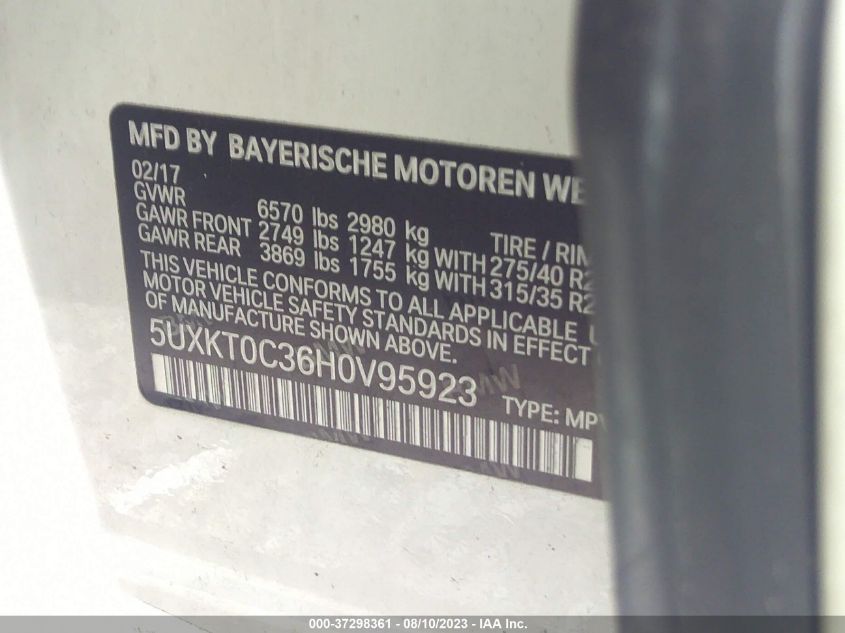 MFD BY BAYERISCHE MOTOREN WE
02/17
GVWR 6570 lbs 2980 kg
GAWR FRONT 2749 lbs 1247 kg WITH 275/40 R2
GAWR REAR 3869 lbs 1755 kg WITH 315/35 R2
TIRE / RIM
THIS VEHICLE CONFORMS TO ALL APPLICABLE U
MOTOR VEHICLE SAFETY STANDARDS IN EFFECT
OF MANUFACTURE SHOWN ABOVE.
5UXKT0C36H0V95923
TYPE: MPV
000-37298361 - 08/10/2023 - IAA Inc.